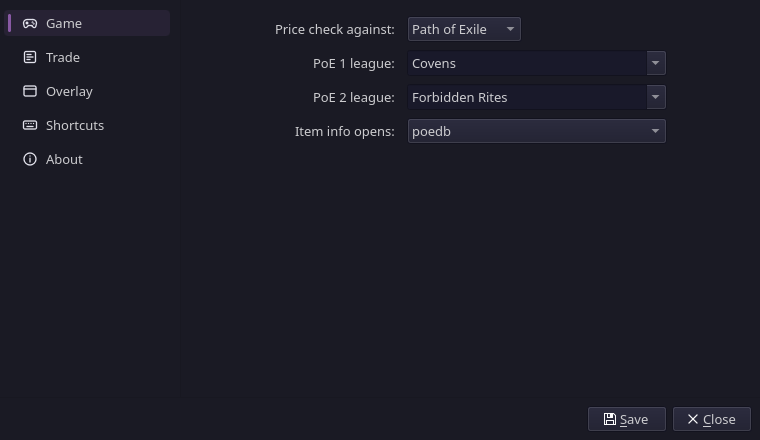 Game
Trade
Overlay
Shortcuts
About
Price check against: Path of Exile
PoE 1 league: Covens
PoE 2 league: Forbidden Rites
Item info opens: poedb
Save Close